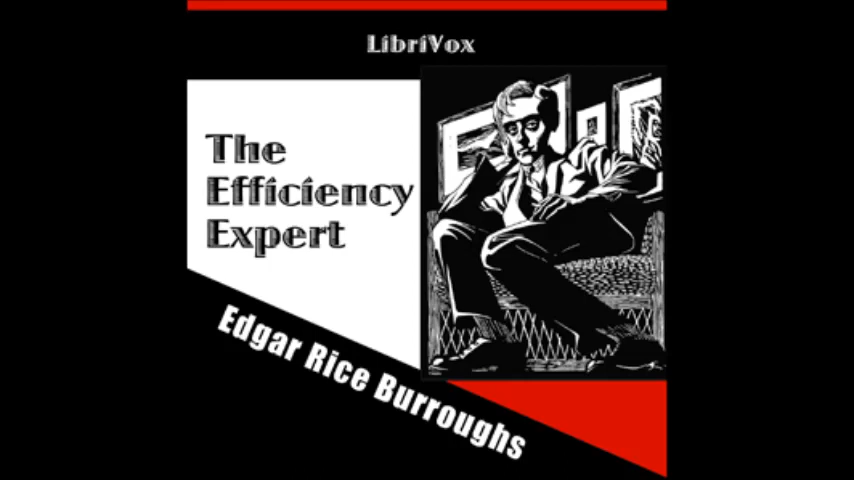 LibriVox
The
Efficiency
Expert
Edgar Rice Burroughs